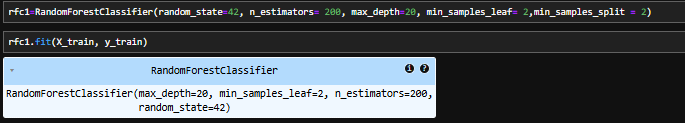 rfc1=RandomForestClassifier(random_state=42, n_estimators= 200, max_depth=20, min_samples_leaf= 2,min_samples_split = 2)
rfc1.fit(X_train, y_train)
RandomForestClassifier
i ?
RandomForestClassifier(max_depth=20, min_samples_leaf=2, n_estimators=200,
random_state=42)